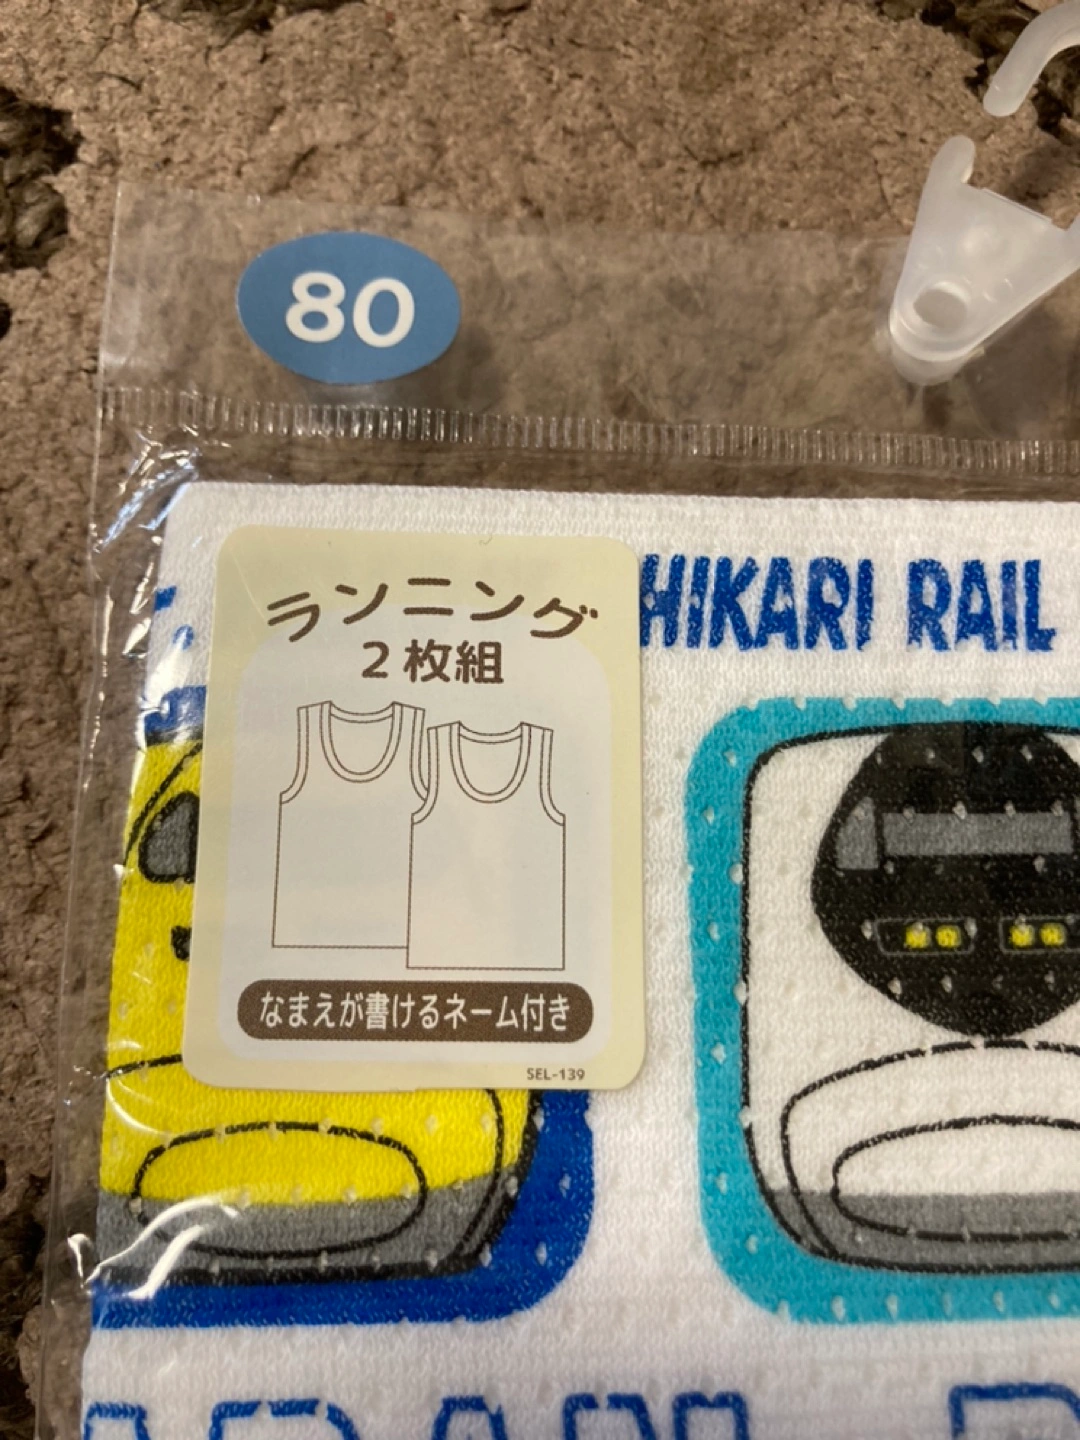 80
ランニング
2枚組
HIKARI RAIL
なまえが書けるネーム付き
SEL-139